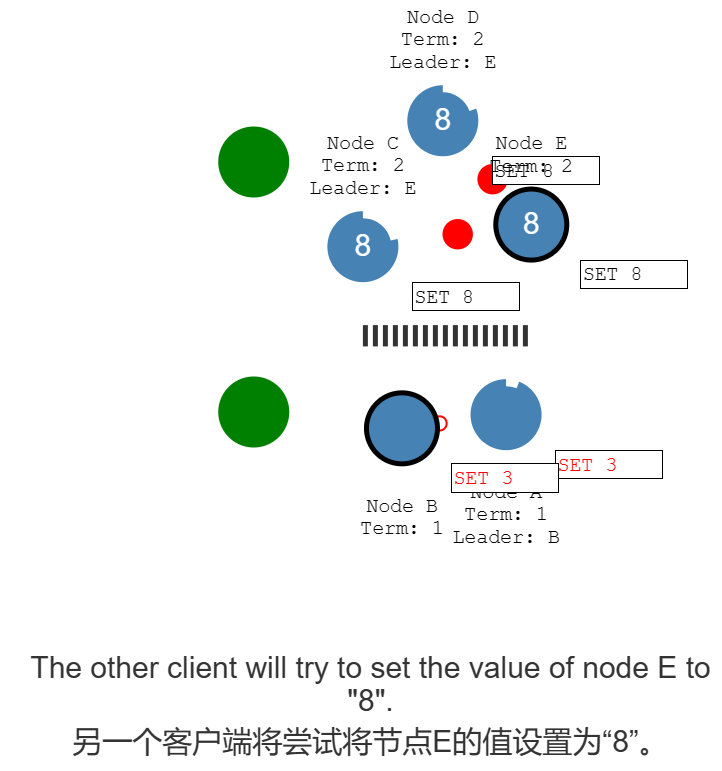 Node D
Term: 2
Leader: E
8
Node C
Term: 2
Leader: E
Node E
Term: 2
SET 8
8
8
SET 8
SET 8
SET 3
SET 3
Node B
Term: 1
Node A
Term: 1
Leader: B
The other client will try to set the value of node E to
"8".
另一个客户端将尝试将节点E的值设置为“8”。